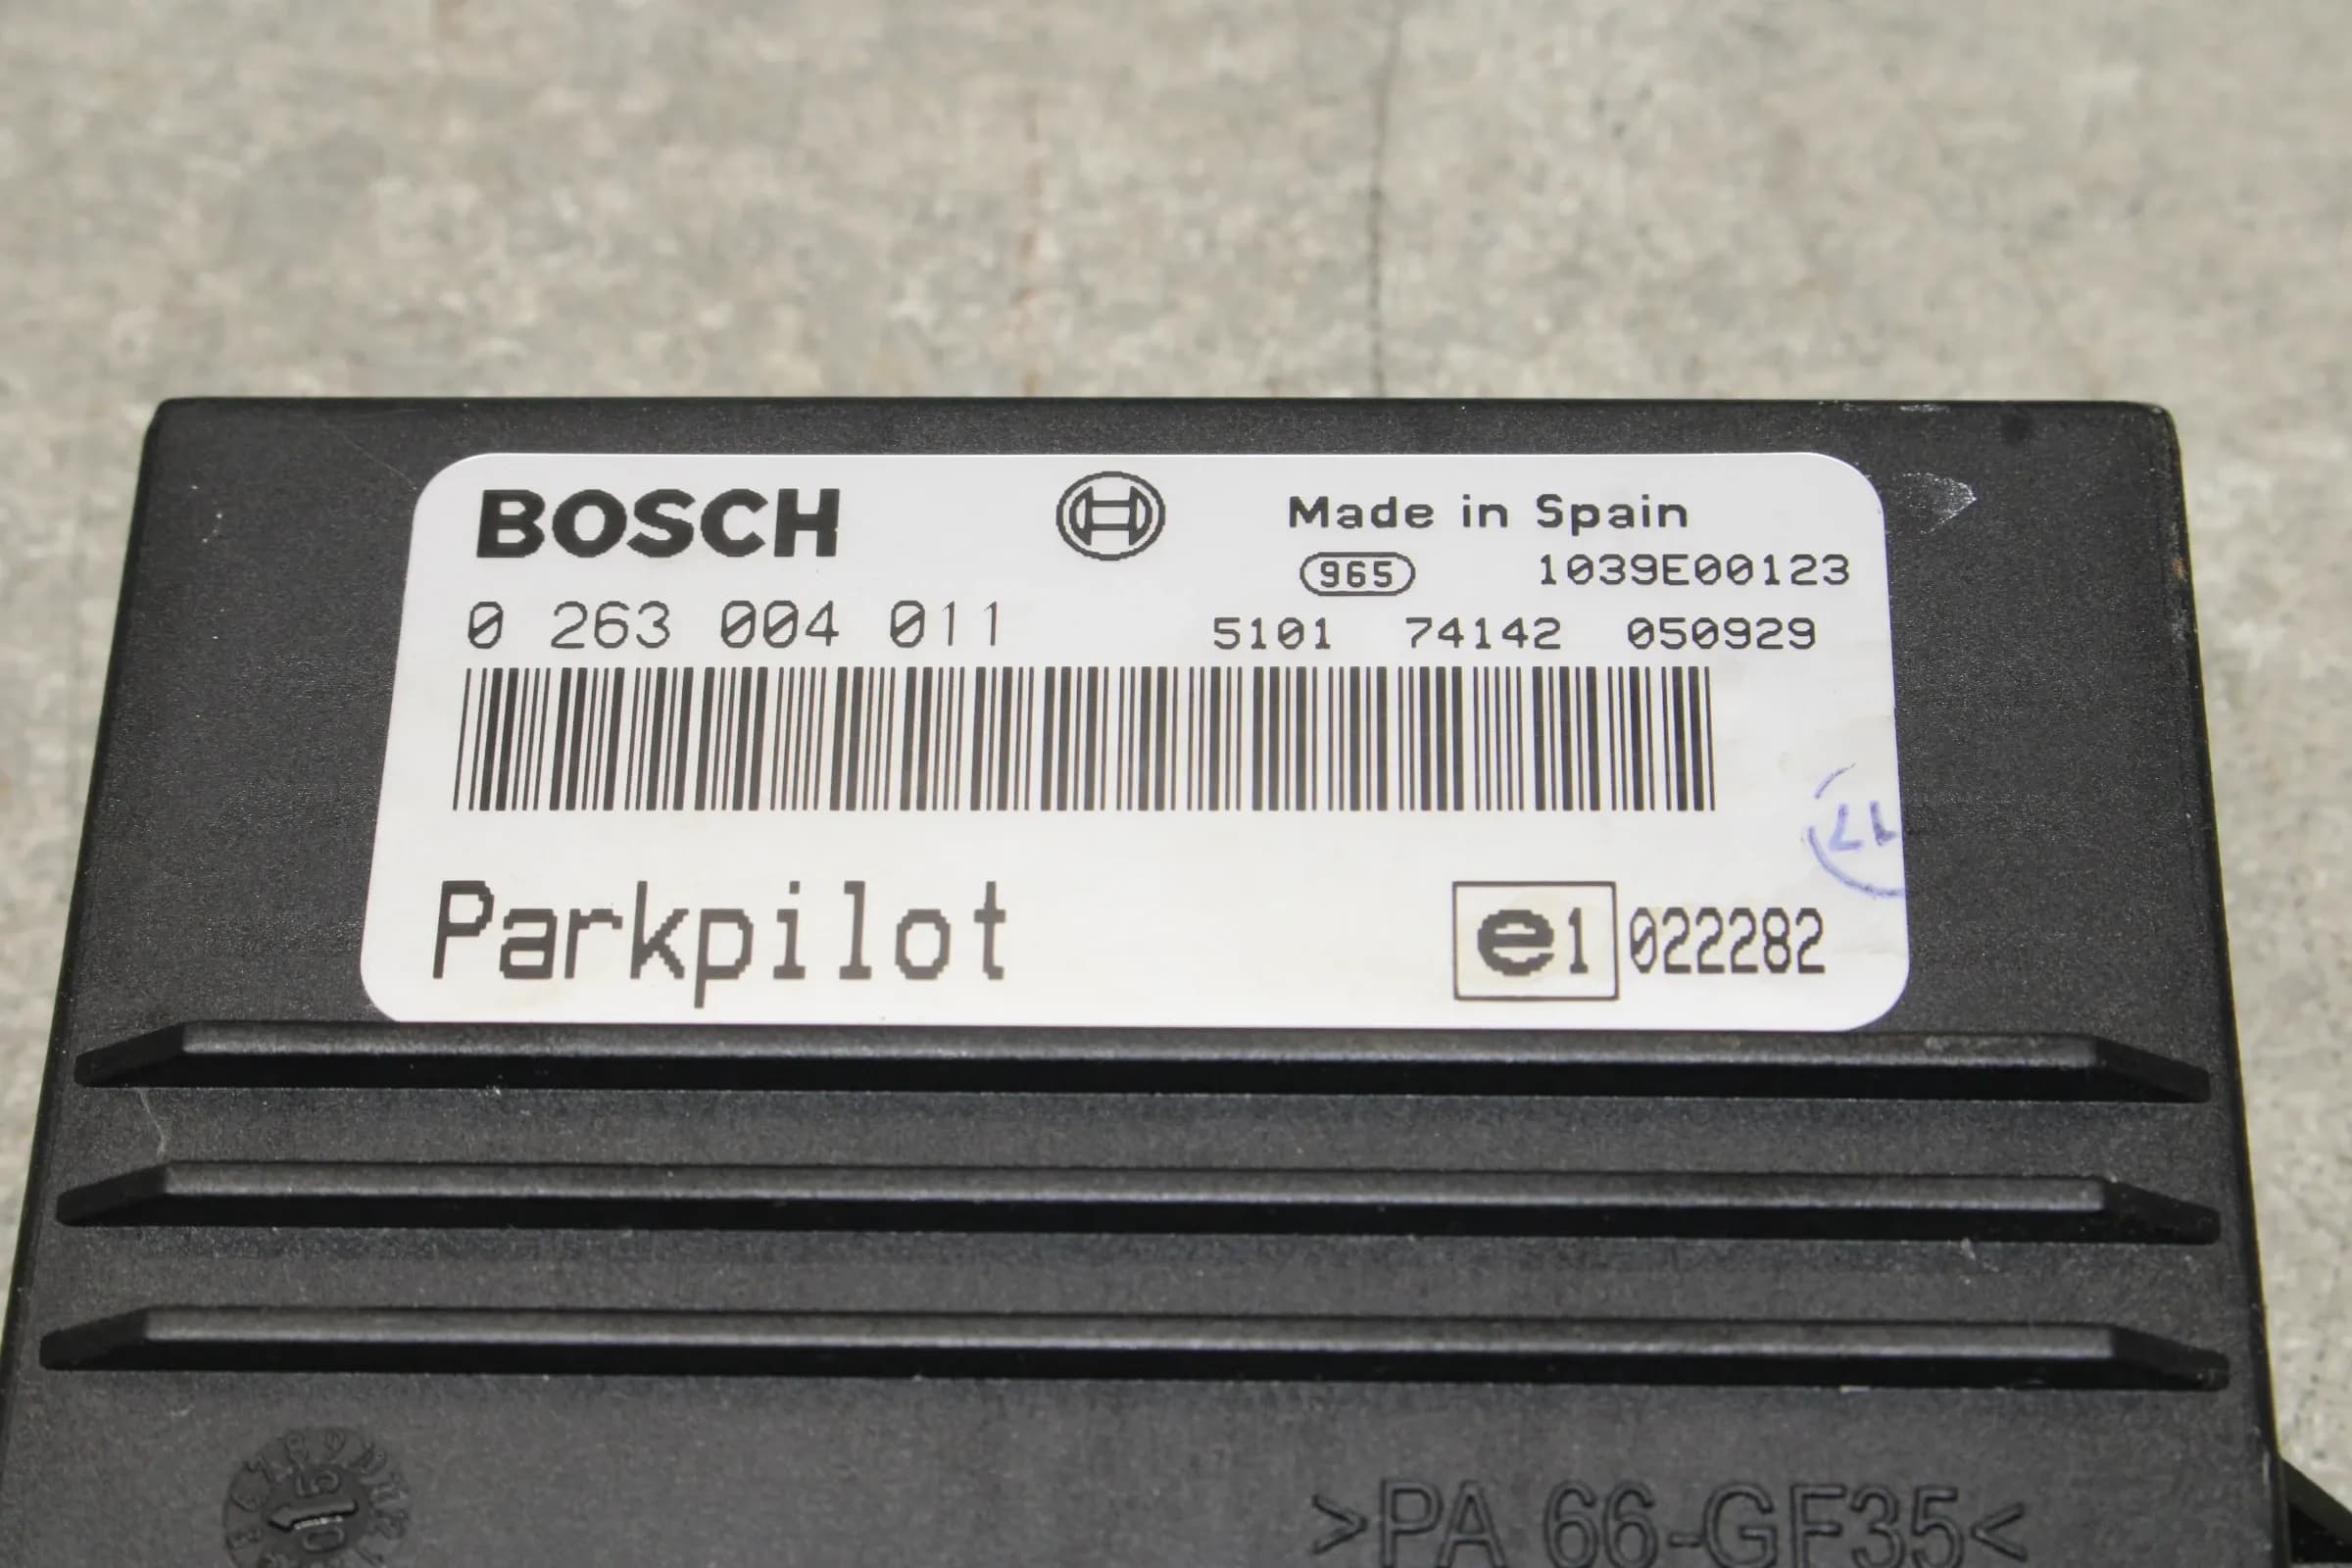 BOSCH Made in Spain
965 1039E00123
0 263 004 011 5101 74142 050929
17
Parkpilot e1 022282
>PA 66-GF35<